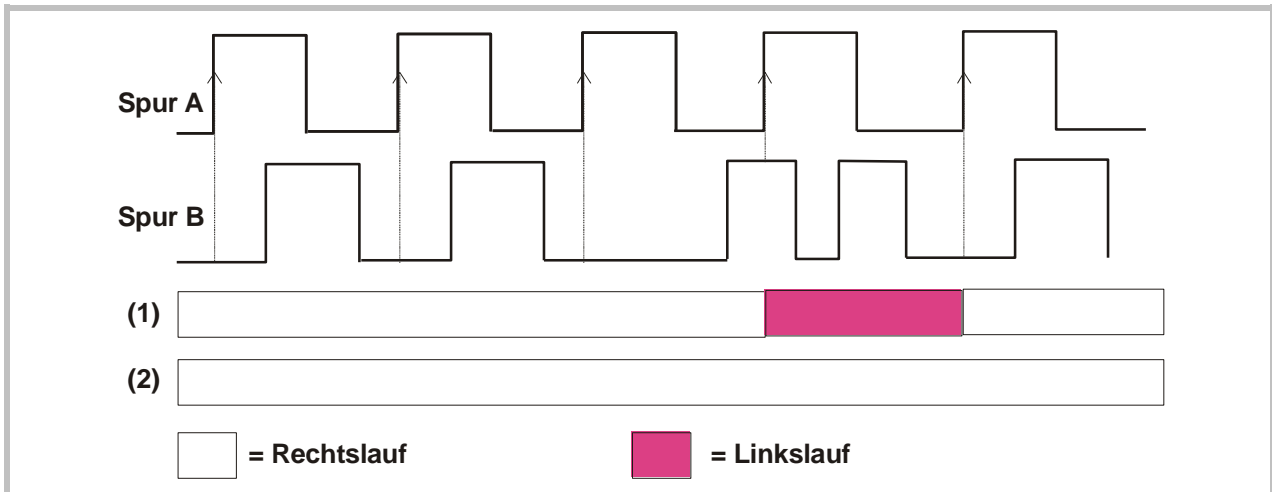 Spur A
Spur B
(1)
(2)
= Rechtslauf
= Linkslauf